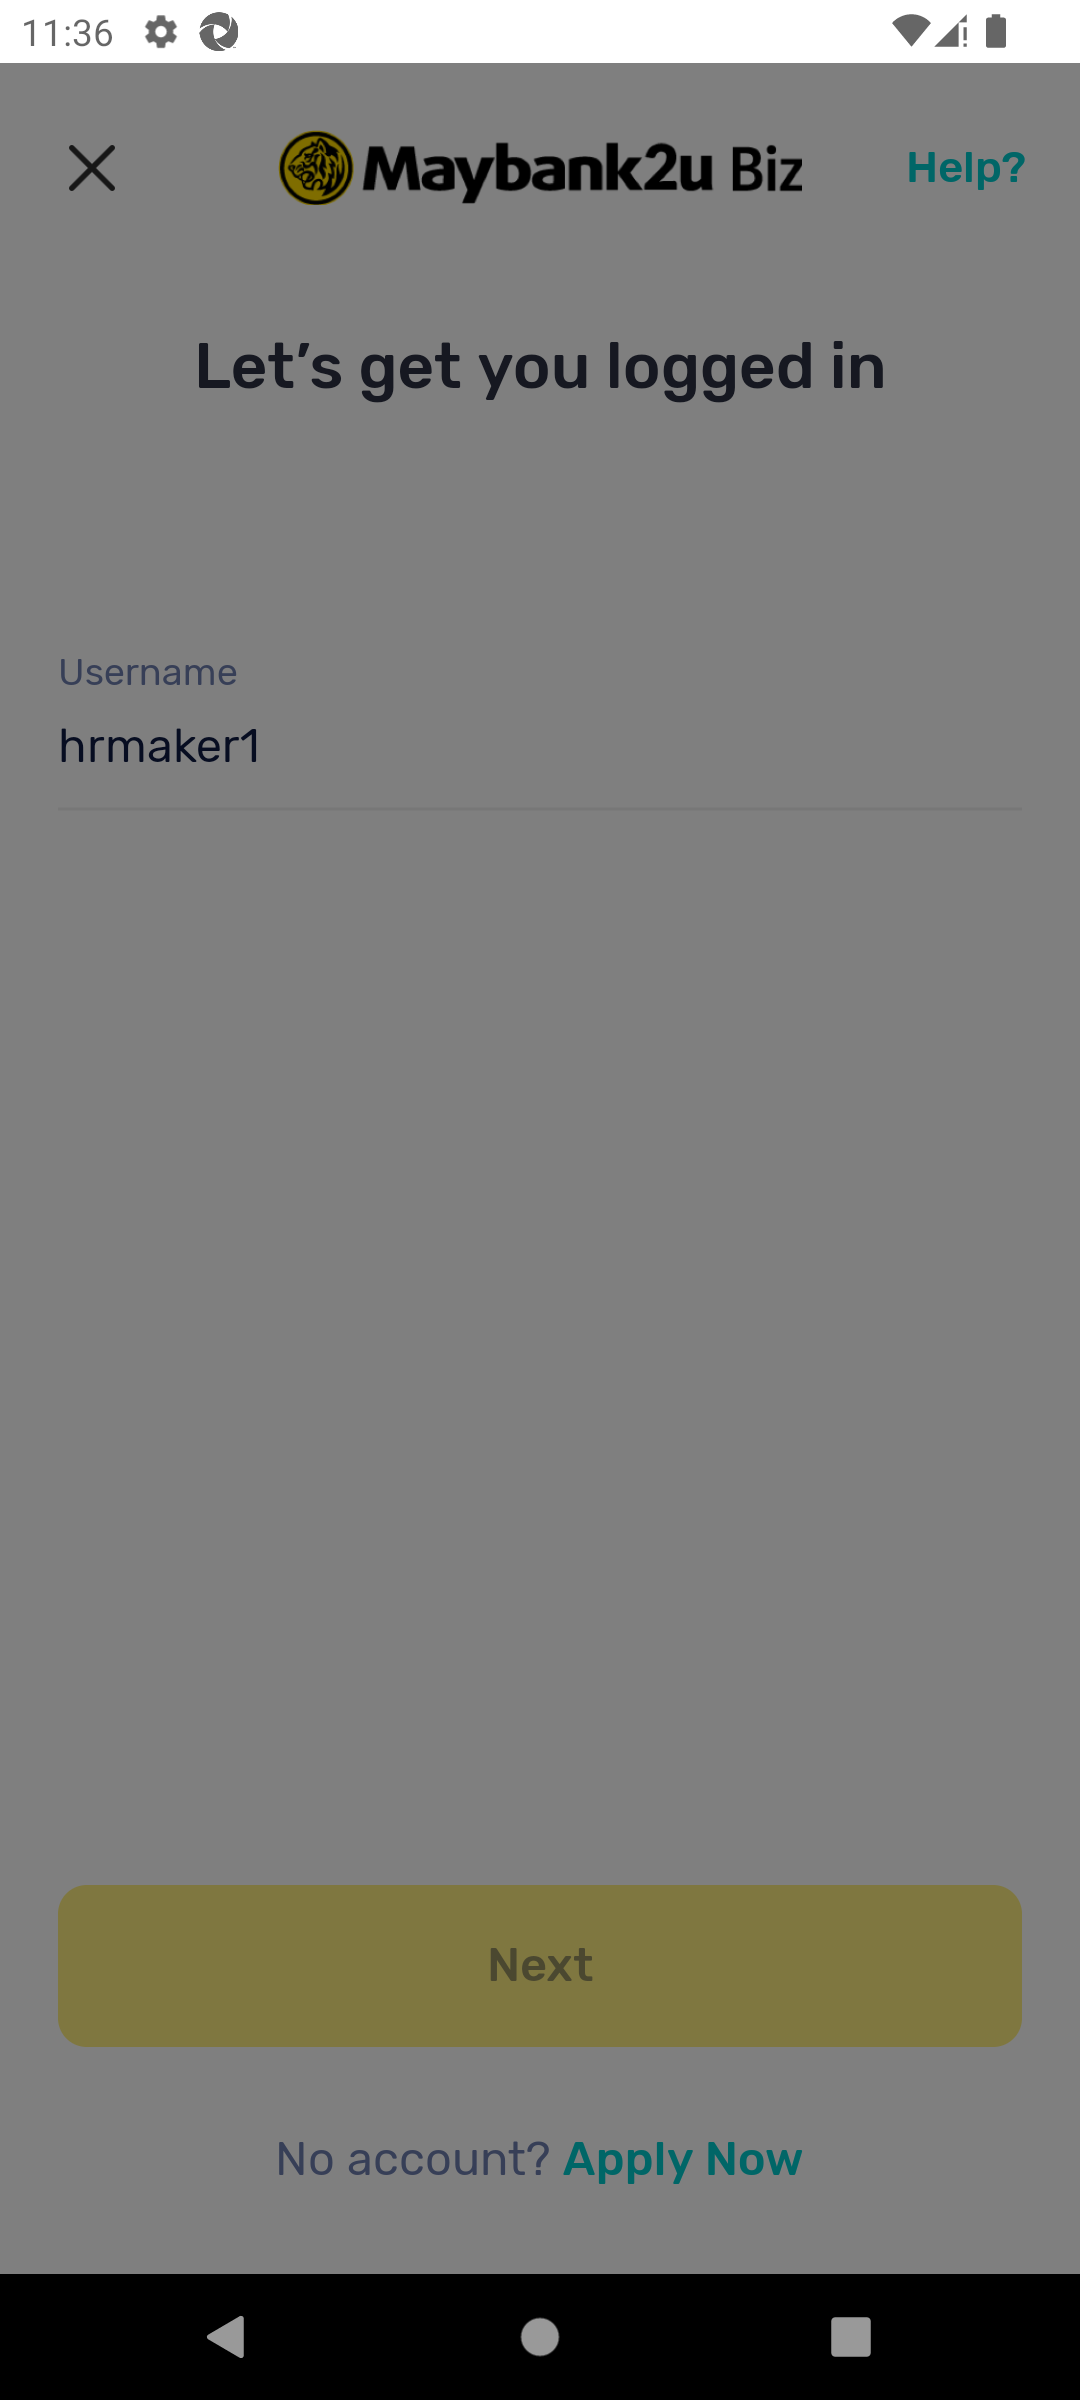 11:36
Maybank2u Biz
Help?
Let’s get you logged in
Username
hrmaker1
Next
No account? Apply Now